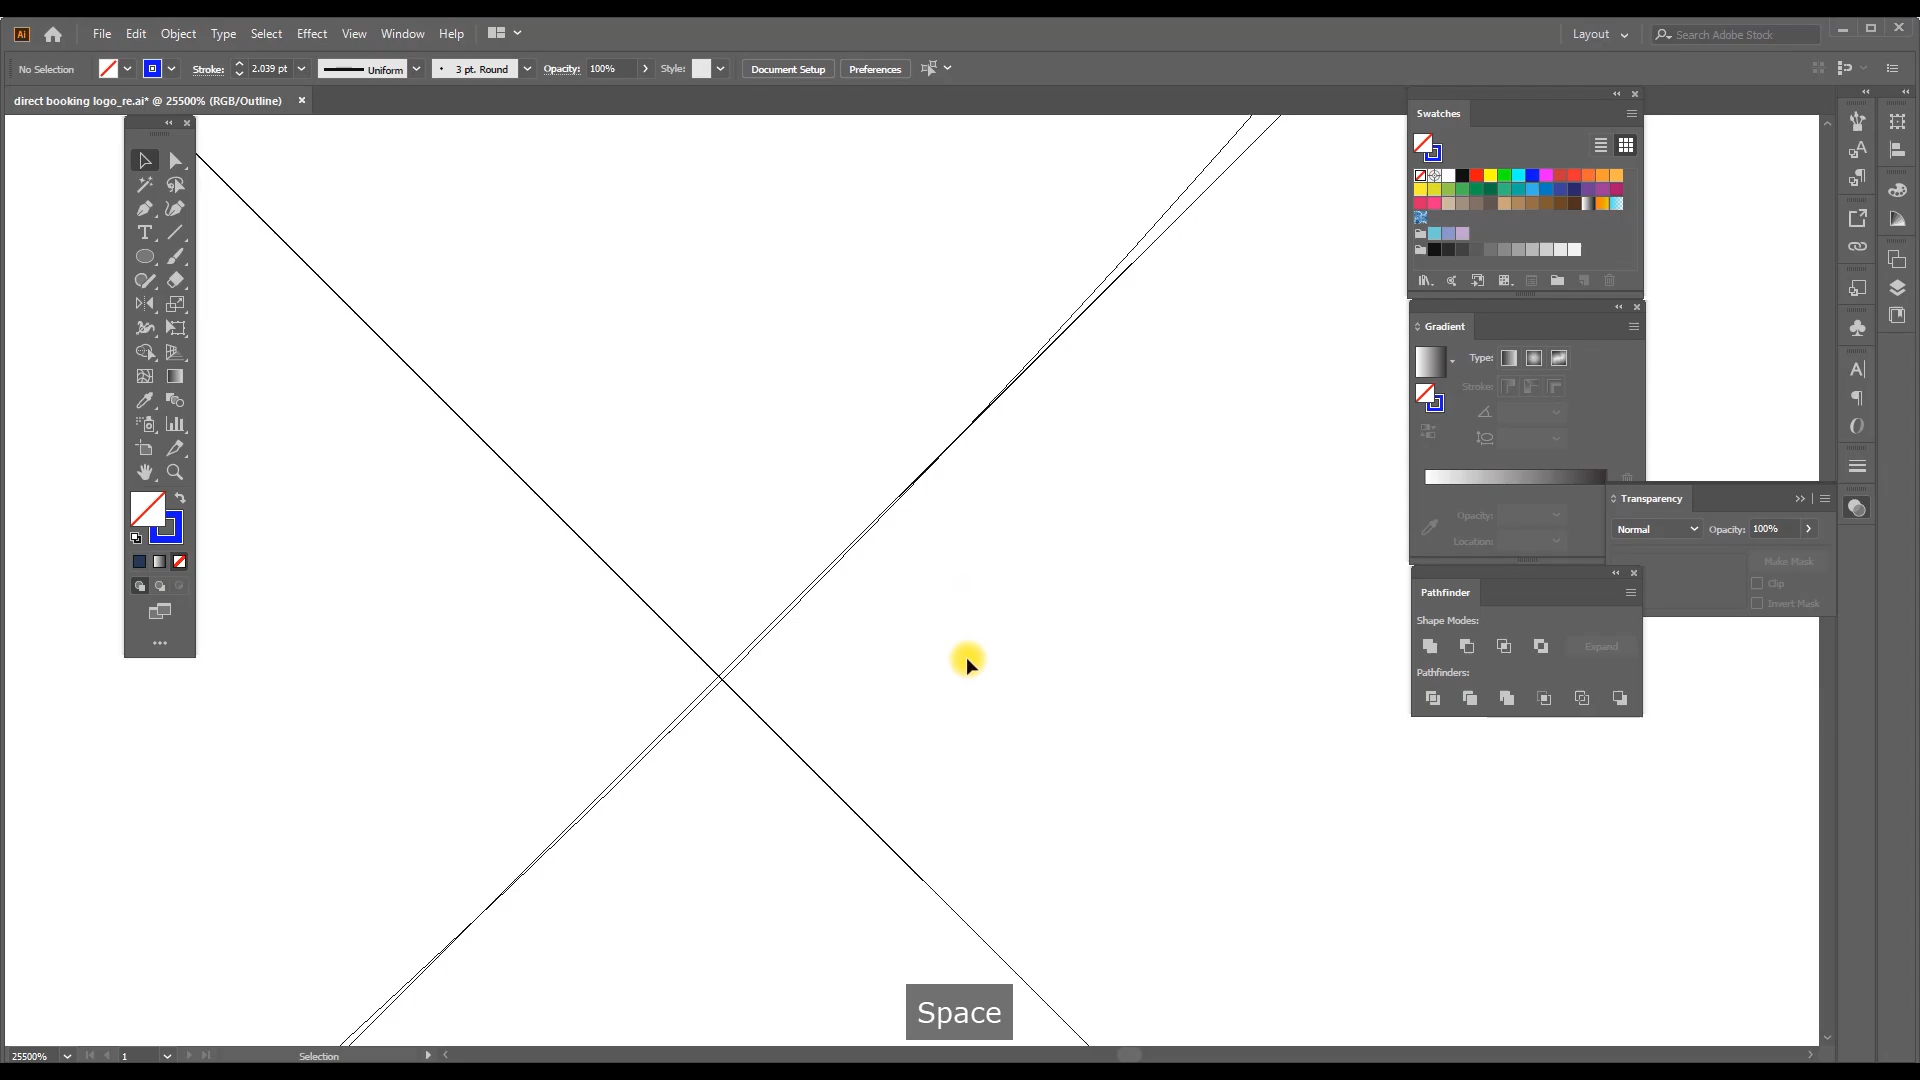 Ai File Edit Object Type Select Effect View Window Help Layout Search Adobe Stock
No Selection Stroke: 2.039 pt Uniform 3 pt. Round Opacity: 100% Style: Document Setup Preferences
direct booking logo_re.ai* @ 25500% (RGB/Outline)
Swatches
Gradient
Type:
Stroke:
Opacity:
Location:
Transparency
Normal Opacity: 100%
Make Mask
Clip
Invert Mask
Pathfinder
Shape Modes:
Expand
Pathfinders:
Space
25500% 1 Selection